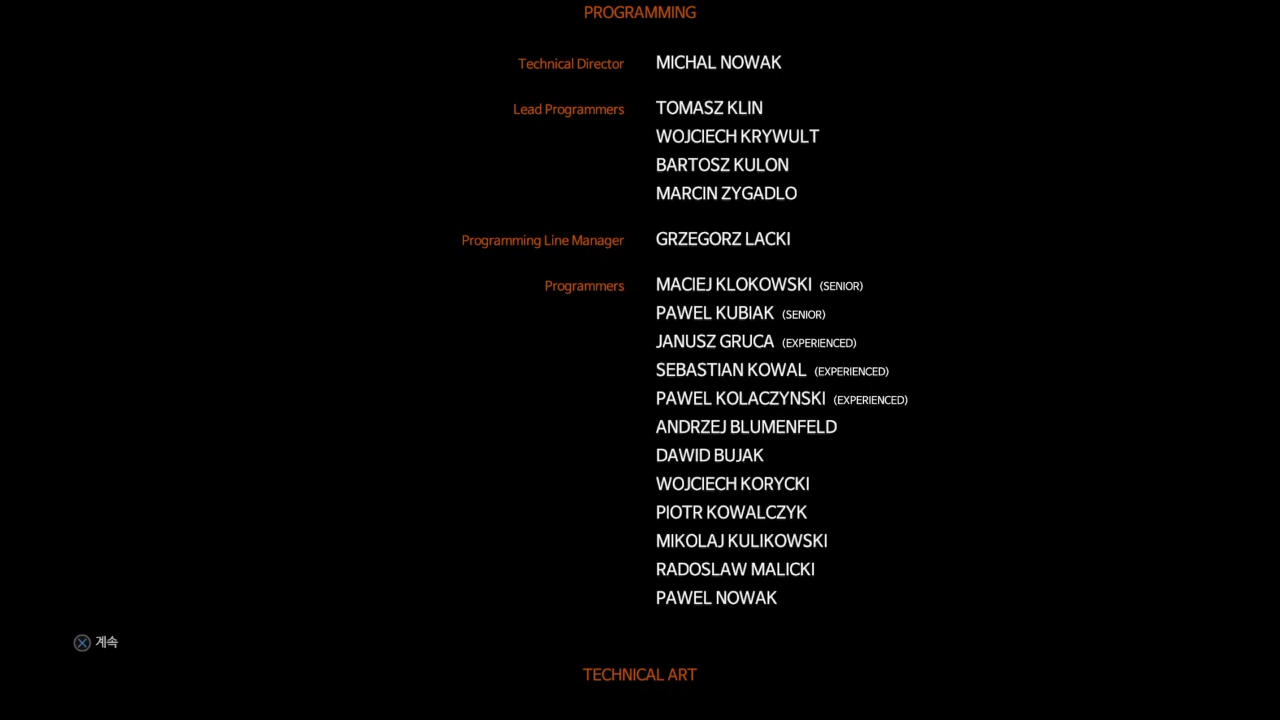 PROGRAMMING
Technical Director MICHAL NOWAK
Lead Programmers TOMASZ KLIN
WOJCIECH KRYWULT
BARTOSZ KULON
MARCIN ZYGADLO
Programming Line Manager GRZEGORZ LACKI
Programmers MACIEJ KLOKOWSKI (SENIOR)
PAWEL KUBIAK (SENIOR)
JANUSZ GRUCA (EXPERIENCED)
SEBASTIAN KOWAL (EXPERIENCED)
PAWEL KOLACZYNSKI (EXPERIENCED)
ANDRZEJ BLUMENFELD
DAWID BUJAK
WOJCIECH KORYCKI
PIOTR KOWALCZYK
MIKOLAJ KULIKOWSKI
RADOSLAW MALICKI
PAWEL NOWAK
계속
TECHNICAL ART